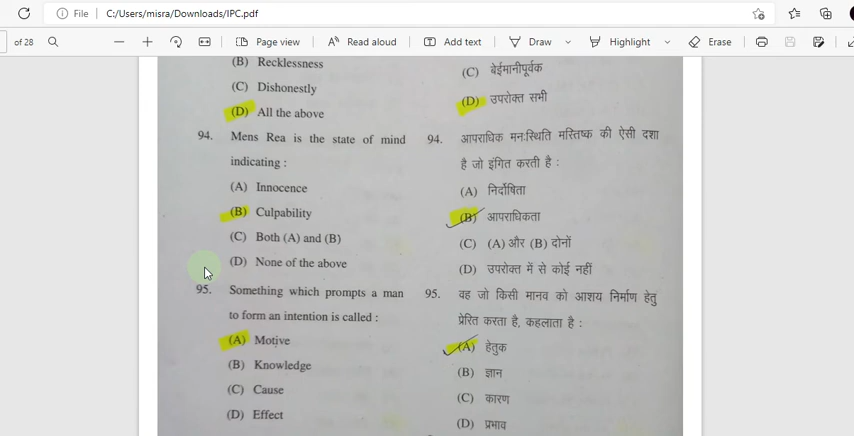 File C:/Users/misra/Downloads/IPC.pdf
of 28 Page view Read aloud Add text Draw Highlight Erase
(B) Recklessness
(C) Dishonestly
(D) All the above
94. Mens Rea is the state of mind
indicating :
(A) Innocence
(B) Culpability
(C) Both (A) and (B)
(D) None of the above
95. Something which prompts a man
to form an intention is called :
(A) Motive
(B) Knowledge
(C) Cause
(D) Effect
(C) बेईमानीपूर्वक
(D) उपरोक्त सभी
94. आपराधिक मनःस्थिति मस्तिष्क की ऐसी दशा
है जो इंगित करती है :
(A) निर्दोषिता
(B) आपराधिकता
(C) (A) और (B) दोनों
(D) उपरोक्त में से कोई नहीं
95. वह जो किसी मानव को आशय निर्माण हेतु
प्रेरित करता है, कहलाता है :
(A) हेतुक
(B) ज्ञान
(C) कारण
(D) प्रभाव